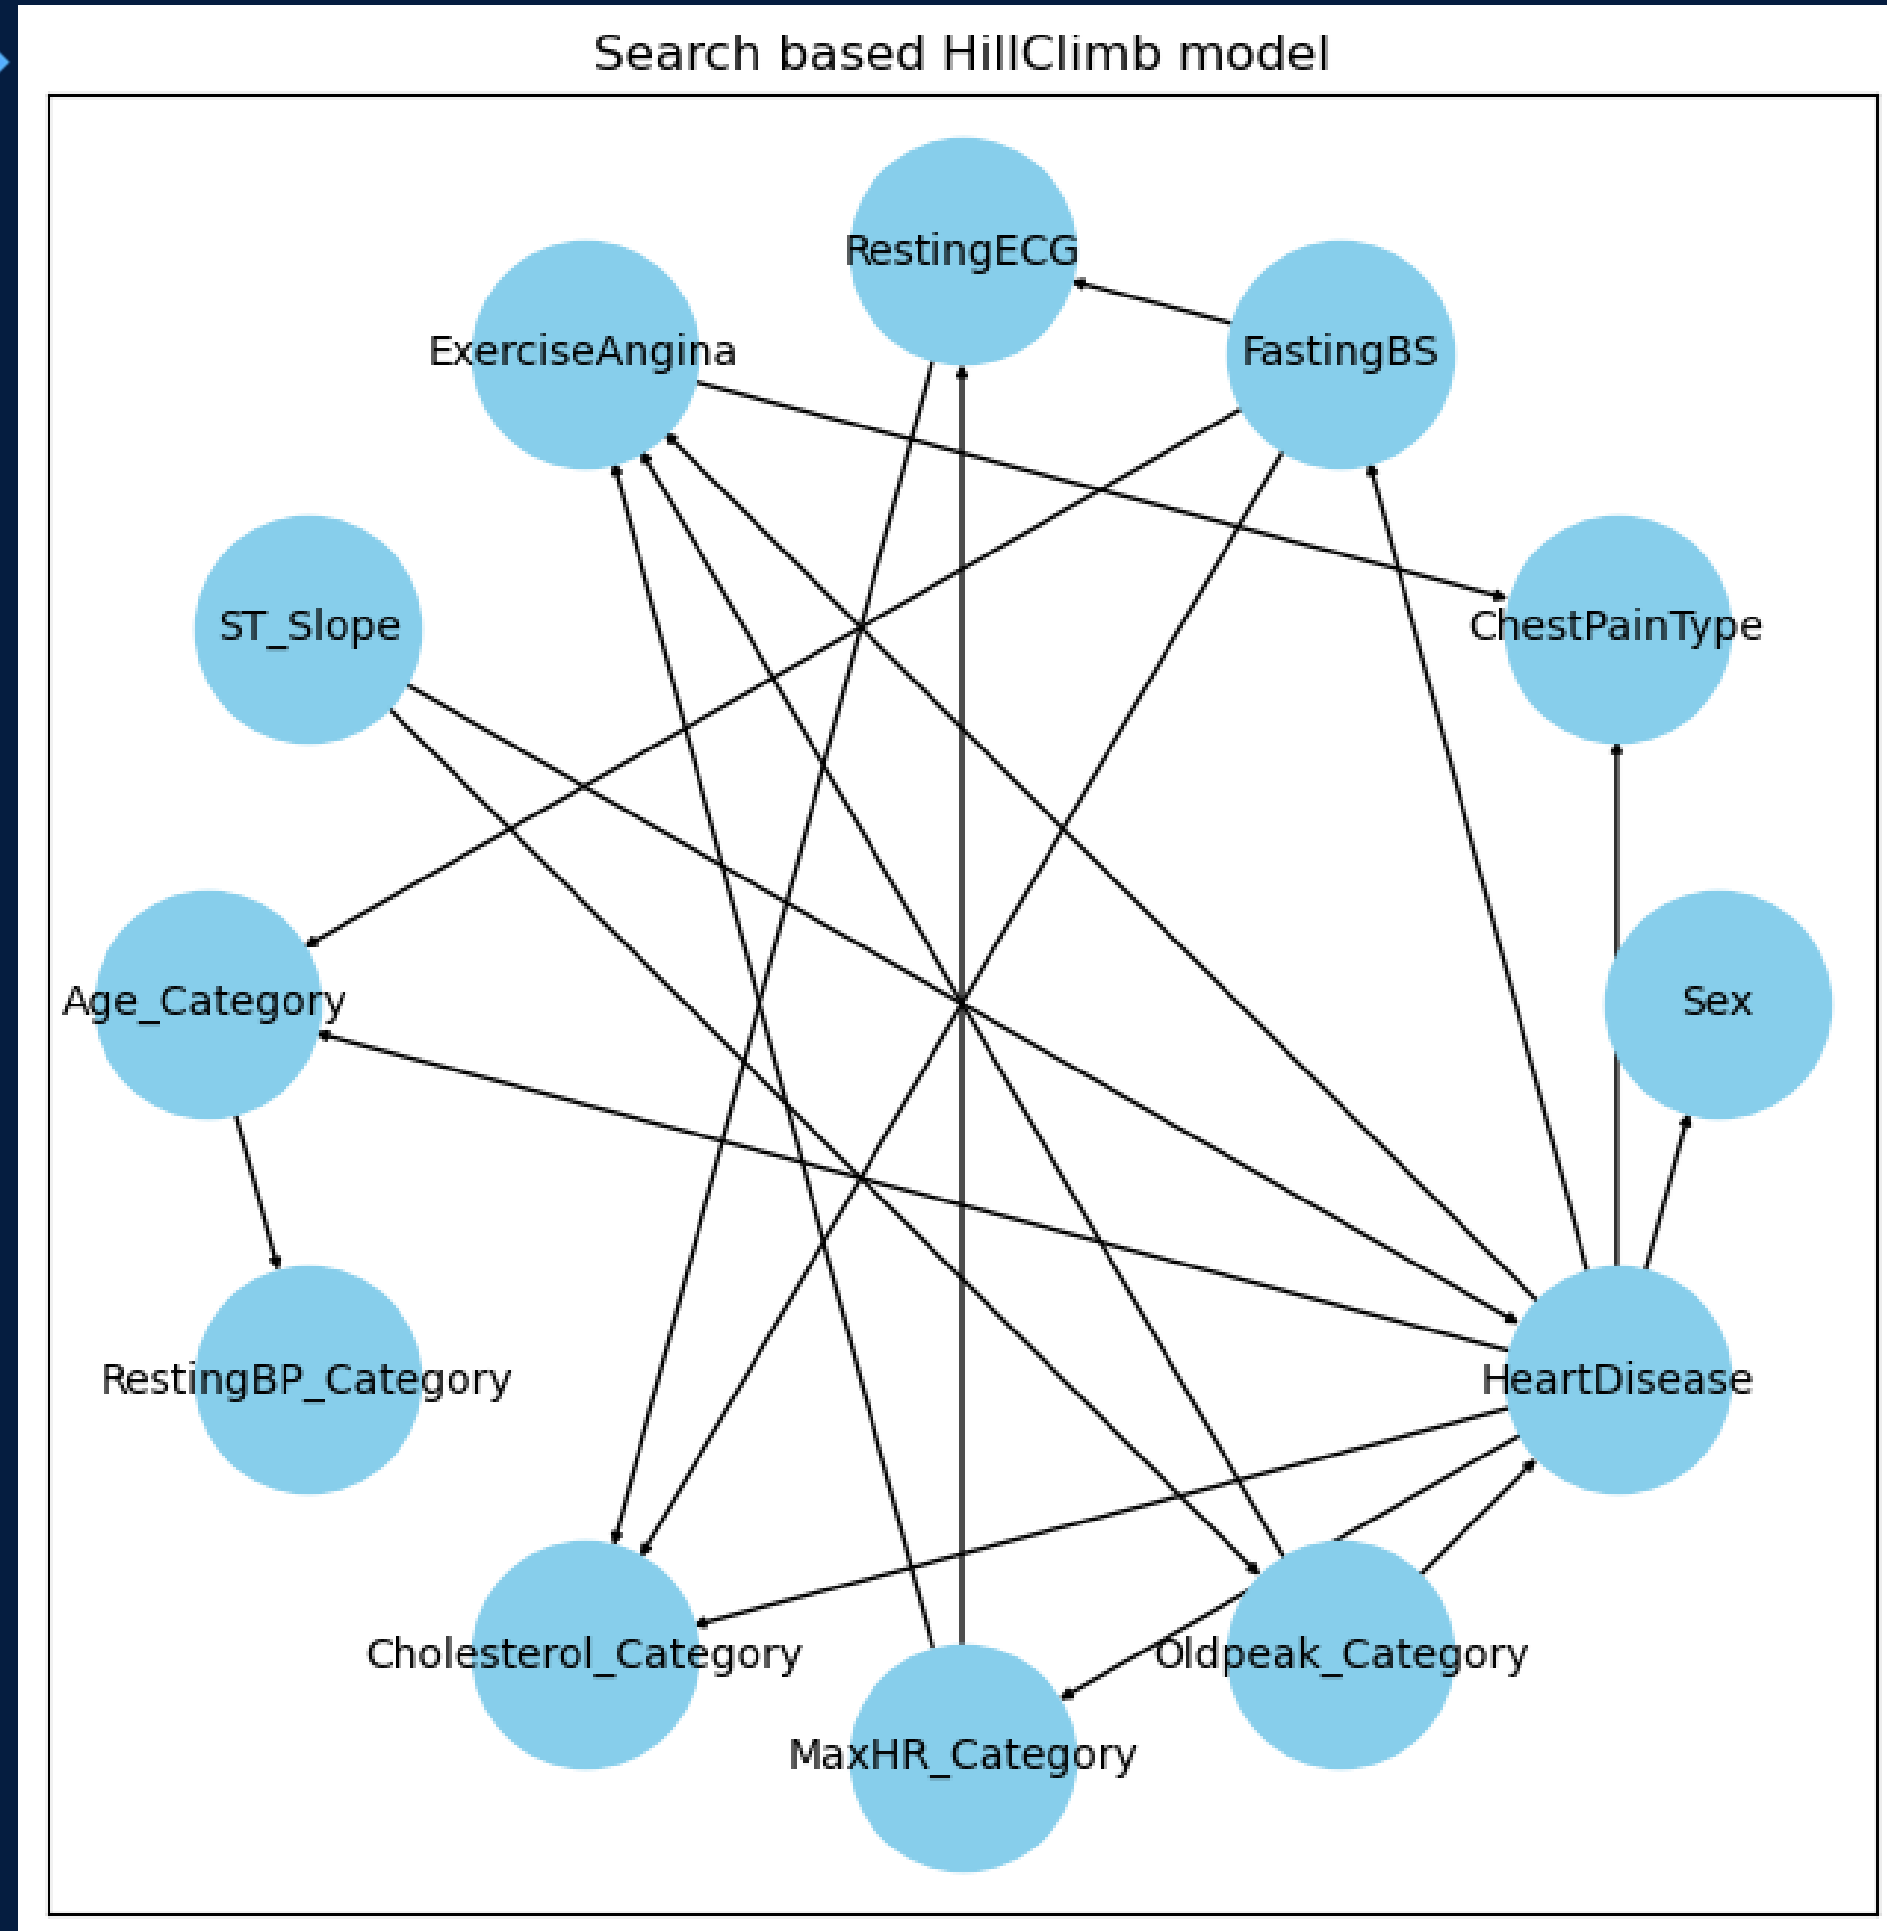 Search based HillClimb model
RestingECG
ExerciseAngina
FastingBS
ST_Slope
ChestPainType
Age_Category
Sex
RestingBP_Category
HeartDisease
Cholesterol_Category
Oldpeak_Category
MaxHR_Category